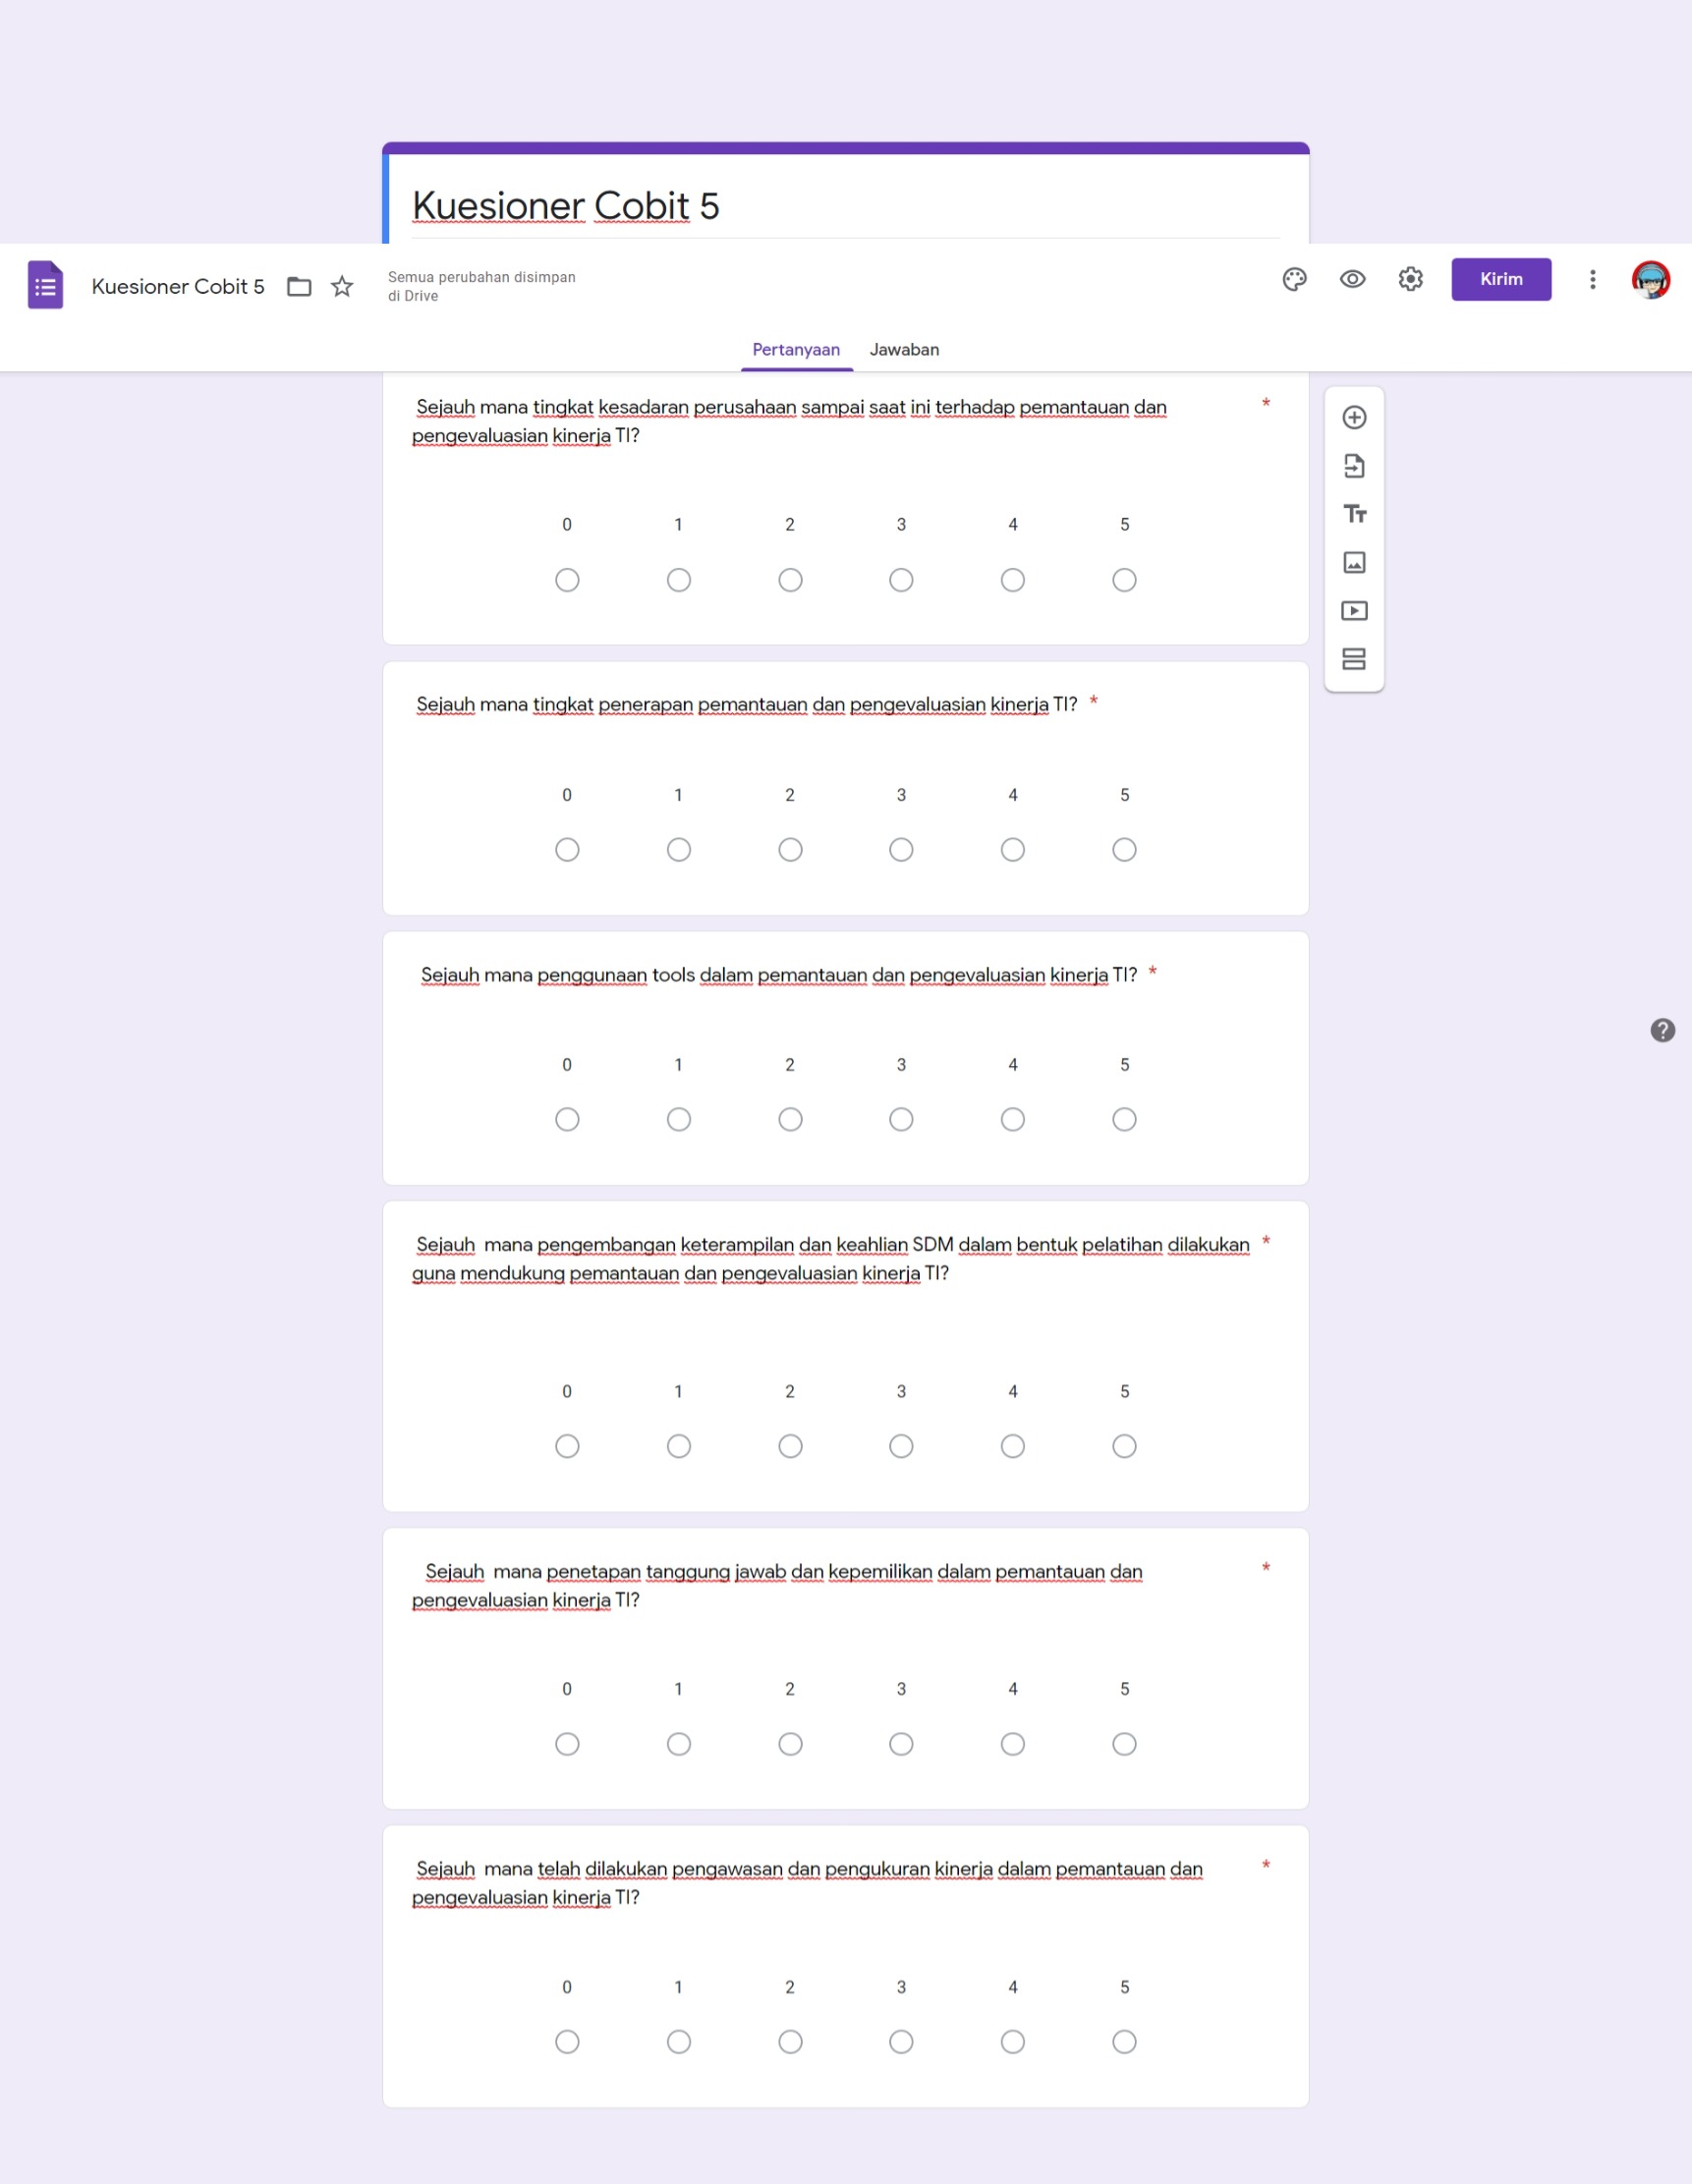 Kuesioner Cobit 5
Kuesioner Cobit 5
Semua perubahan disimpan
di Drive
Kirim
Pertanyaan Jawaban
Sejauh mana tingkat kesadaran perusahaan sampai saat ini terhadap pemantauan dan *
pengevaluasian kinerja TI?
0 1 2 3 4 5
Sejauh mana tingkat penerapan pemantauan dan pengevaluasian kinerja TI? *
0 1 2 3 4 5
Sejauh mana penggunaan tools dalam pemantauan dan pengevaluasian kinerja TI? *
0 1 2 3 4 5
Sejauh mana pengembangan keterampilan dan keahlian SDM dalam bentuk pelatihan dilakukan *
guna mendukung pemantauan dan pengevaluasian kinerja TI?
0 1 2 3 4 5
Sejauh mana penetapan tanggung jawab dan kepemilikan dalam pemantauan dan *
pengevaluasian kinerja TI?
0 1 2 3 4 5
Sejauh mana telah dilakukan pengawasan dan pengukuran kinerja dalam pemantauan dan *
pengevaluasian kinerja TI?
0 1 2 3 4 5